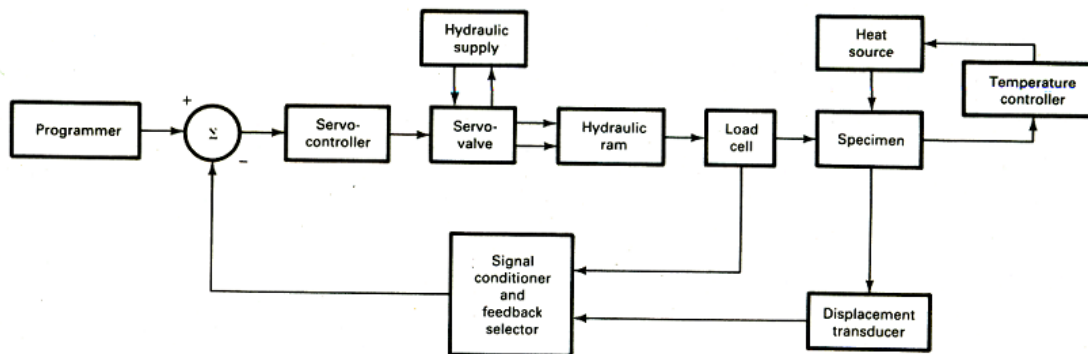 Hydraulic
supply
Heat
source
Temperature
controller
Programmer
+
Σ
−
Servo-
controller
Servo-
valve
Hydraulic
ram
Load
cell
Specimen
Signal
conditioner
and
feedback
selector
Displacement
transducer